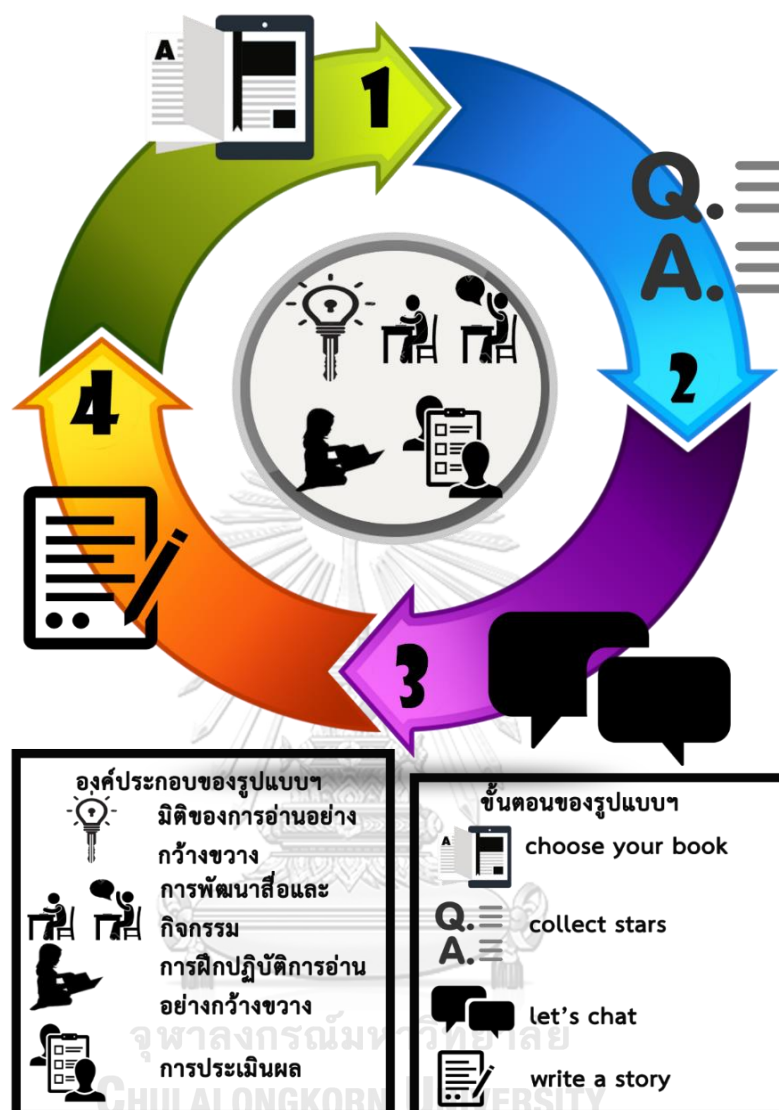 A
1
Q.
A.
2
4
3
องค์ประกอบของรูปแบบฯ
มิติของการอ่านอย่าง
กว้างขวาง
การพัฒนาสื่อและ
กิจกรรม
การฝึกปฏิบัติการอ่าน
อย่างกว้างขวาง
การประเมินผล
ขั้นตอนของรูปแบบฯ
A
choose your book
Q.
A.
collect stars
let's chat
write a story
จุฬาลงกรณ์มหาวิทยาลัย
CHULALONGKORN UNIVERSITY